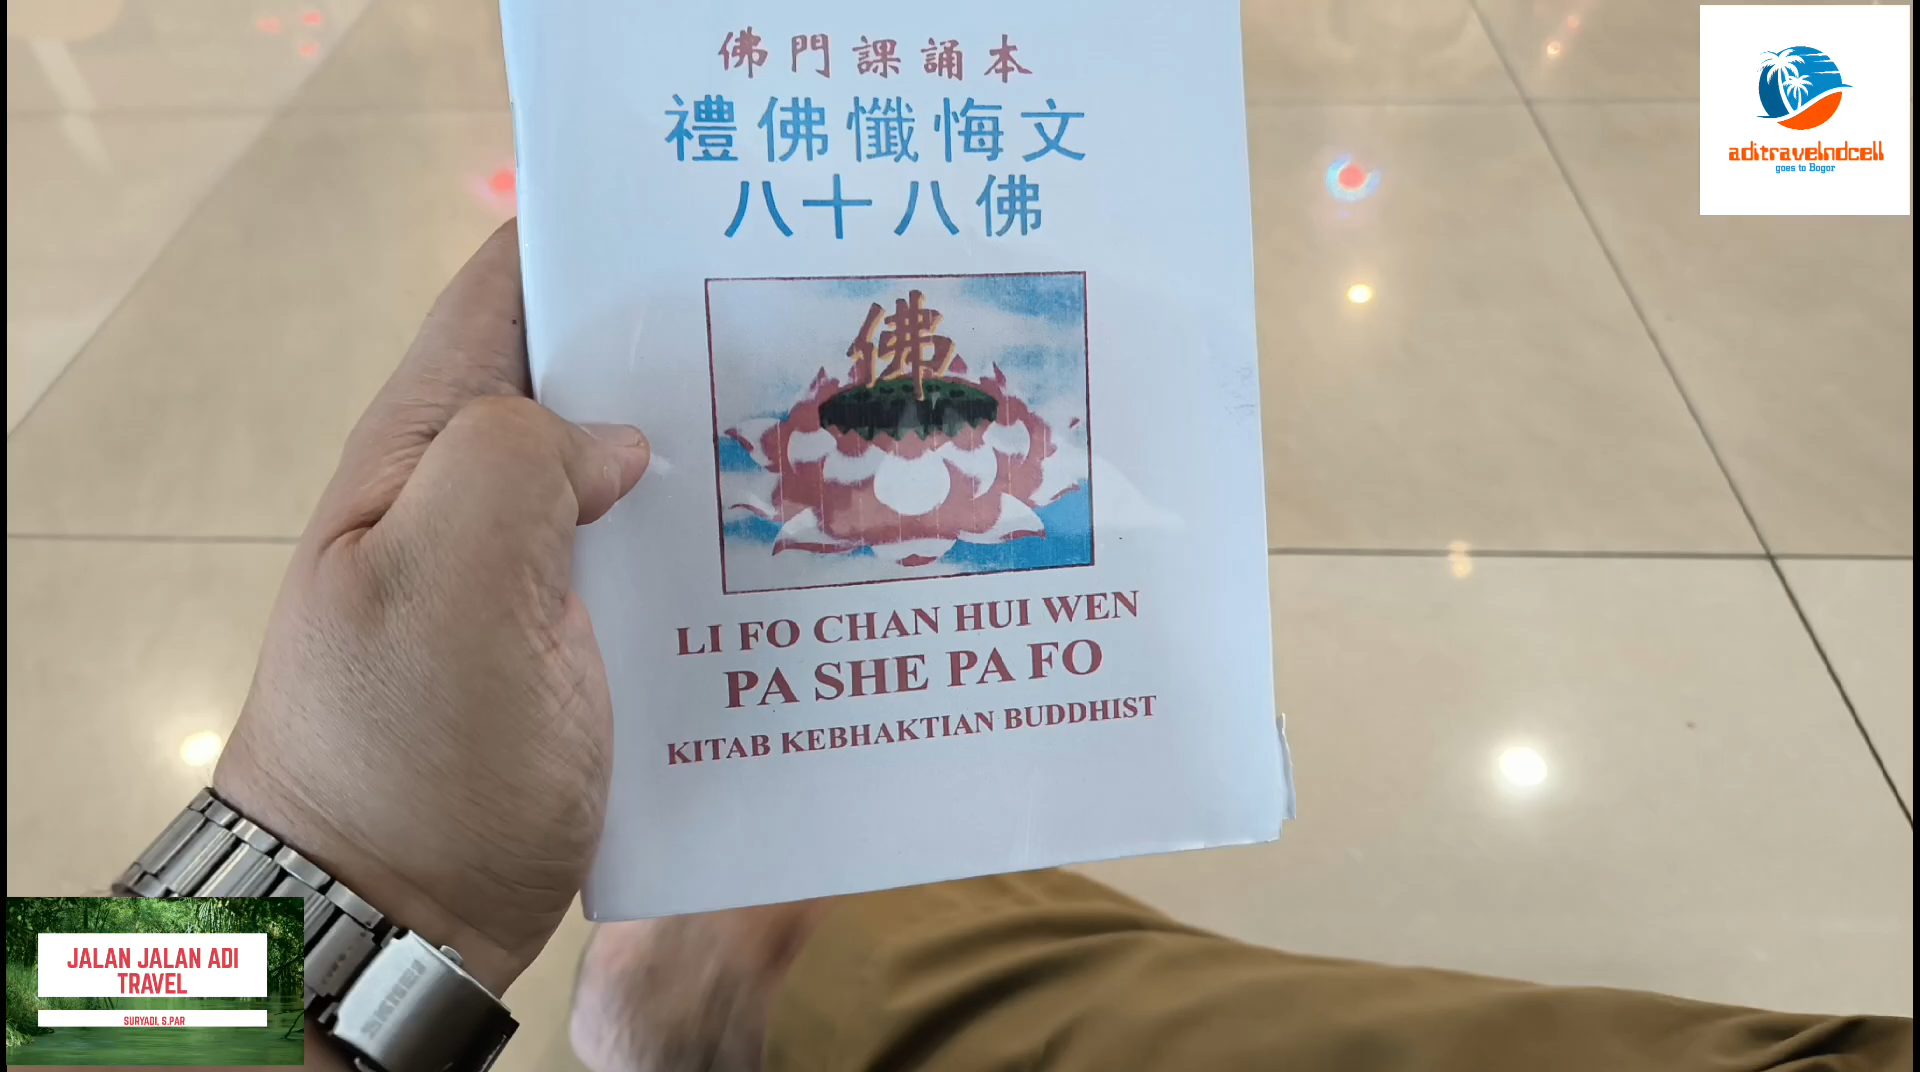 佛門課誦本
禮佛懺悔文
八十八佛
佛
LI FO CHAN HUI WEN
PA SHE PA FO
KITAB KEBHAKTIAN BUDDHIST
aditravelndcell
goes to Bogor
JALAN JALAN ADI
TRAVEL
SURYADI, S.PAR